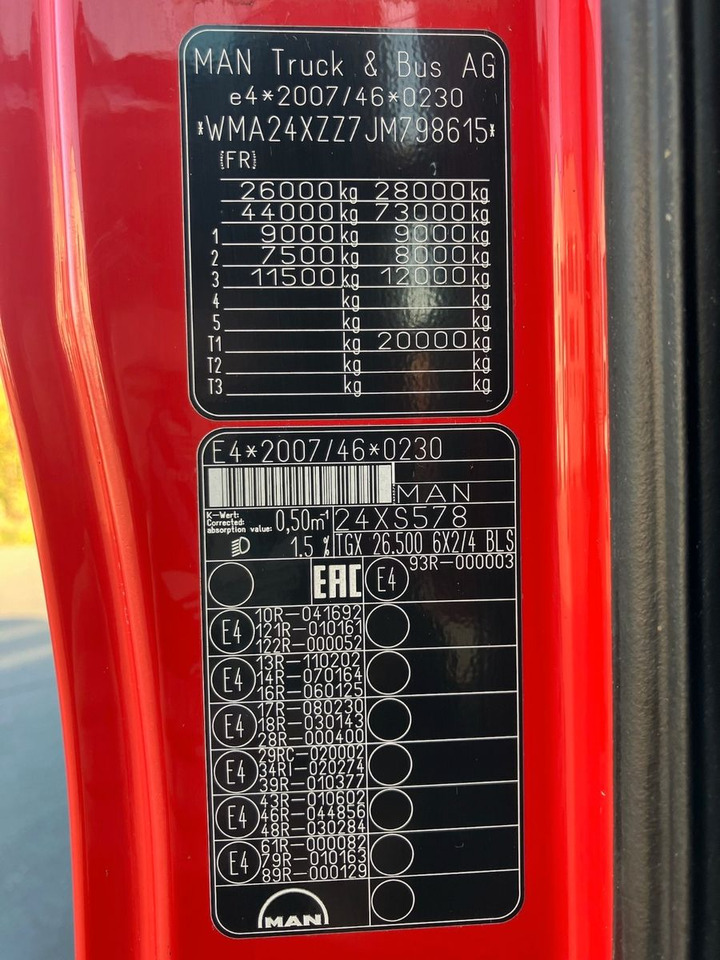 MAN Truck & Bus AG
e4*2007/46*0230
*WMA24XZZ7JM798615*
(FR)
26000 kg 28000 kg
44000 kg 73000 kg
1 9000 kg 9000 kg
2 7500 kg 8000 kg
3 11500 kg 12000 kg
4 kg kg
5 kg kg
T1 kg 20000 kg
T2 kg kg
T3 kg kg
E4*2007/46*0230
MAN
K-Wert:
Corrected absorption value: 0,50m⁻¹ 24XS578
1.5 % TGX 26.500 6X2/4 BLS
EAC E4 93R-000003
E4 10R-041692
121R-010161
122R-000052
E4 13R-110202
14R-070164
16R-060125
E4 17R-080230
18R-030143
28R-000400
E4 29RC-020002
34RI-020274
39R-010377
E4 43R-010602
46R-044856
48R-030284
E4 61R-000082
79R-010163
89R-000129
MAN